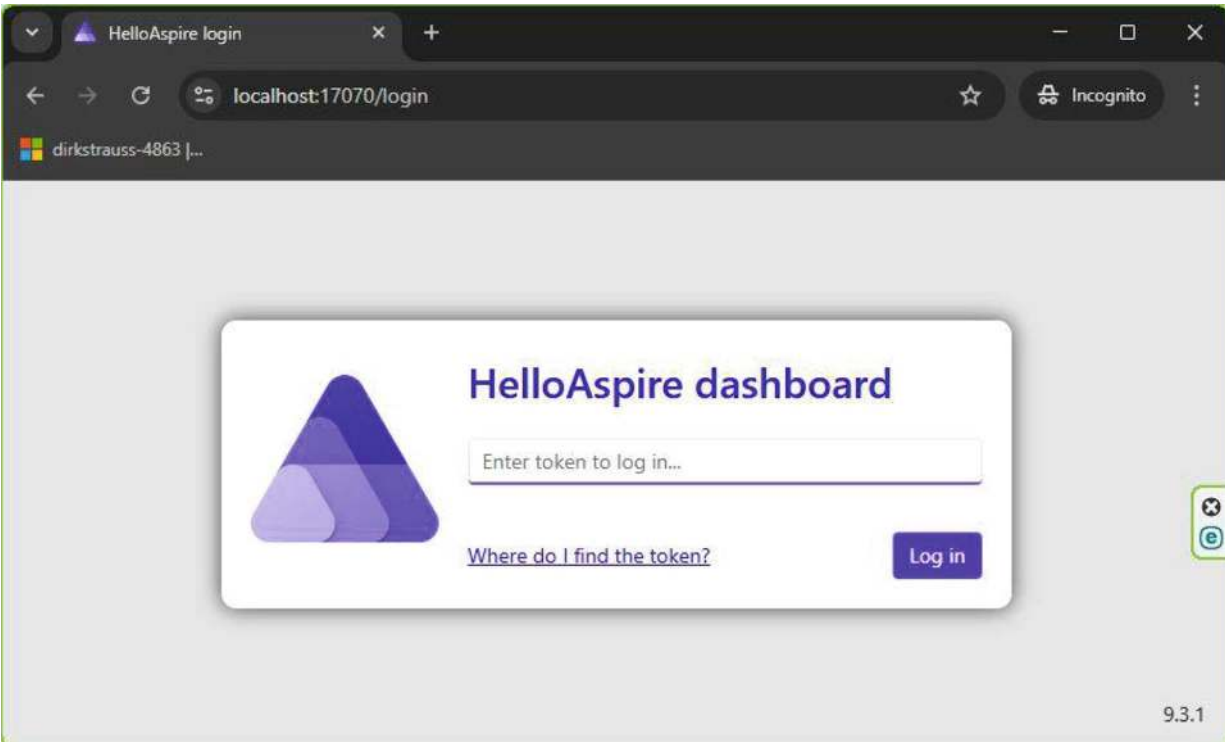 HelloAspire login
localhost:17070/login
Incognito
dirkstrauss-4863 |...
HelloAspire dashboard
Enter token to log in...
Where do I find the token?
Log in
e
9.3.1